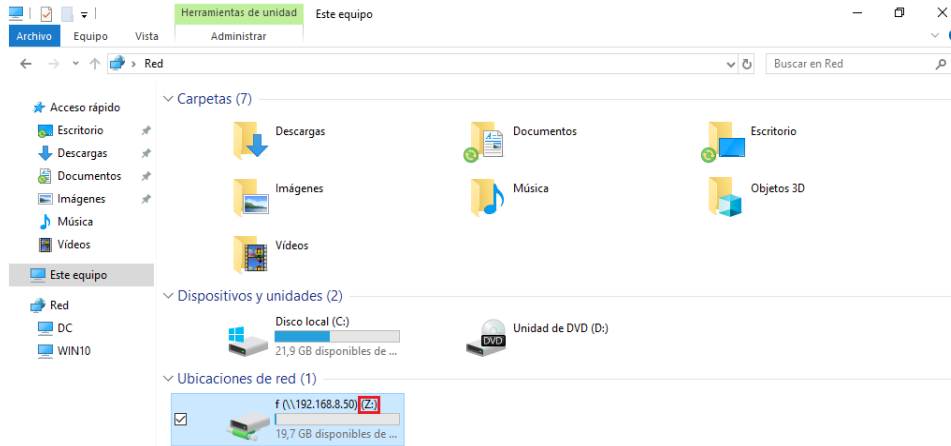 Herramientas de unidad Este equipo
Archivo Equipo Vista Administrar
Red Buscar en Red
Acceso rápido
Escritorio
Descargas
Documentos
Imágenes
Música
Vídeos
Este equipo
Red
DC
WIN10
Carpetas (7)
Descargas Documentos Escritorio
Imágenes Música Objetos 3D
Vídeos
Dispositivos y unidades (2)
Disco local (C:) DVD Unidad de DVD (D:)
21,9 GB disponibles de ...
Ubicaciones de red (1)
f (\\192.168.8.50) (Z:)
19,7 GB disponibles de ...